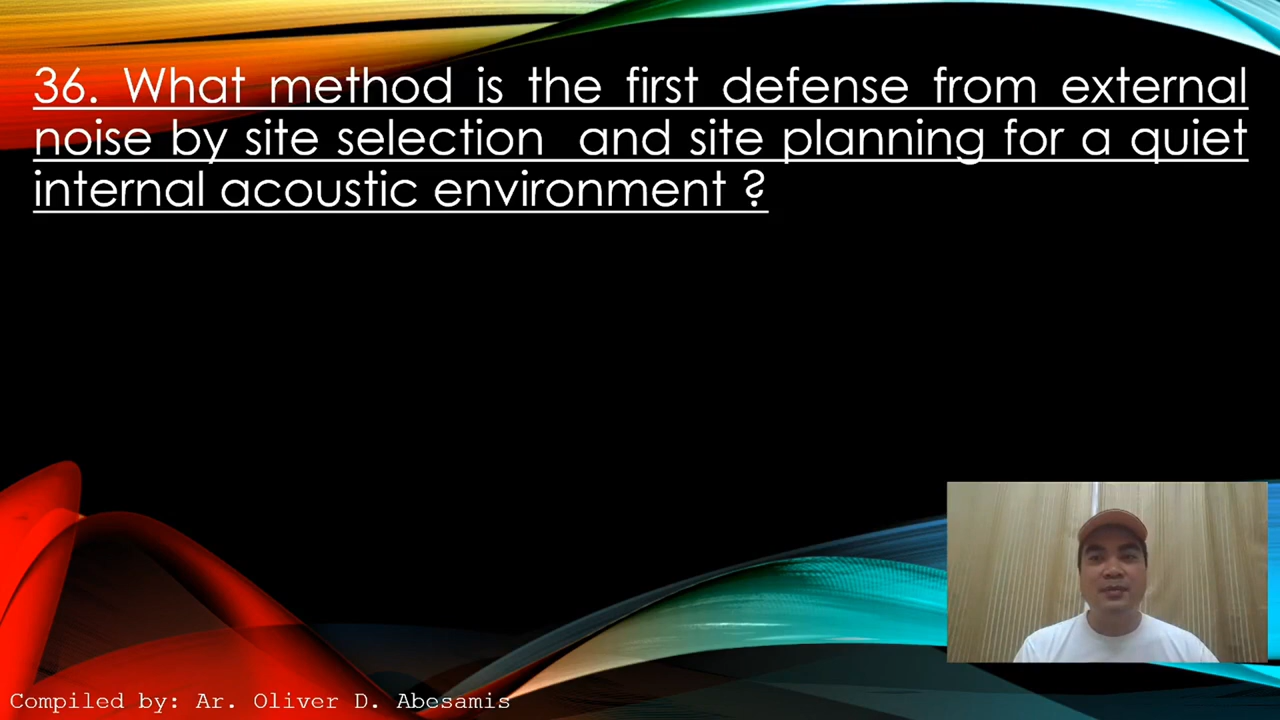 36. What method is the first defense from external
noise by site selection and site planning for a quiet
internal acoustic environment ?
Compiled by: Ar. Oliver D. Abesamis